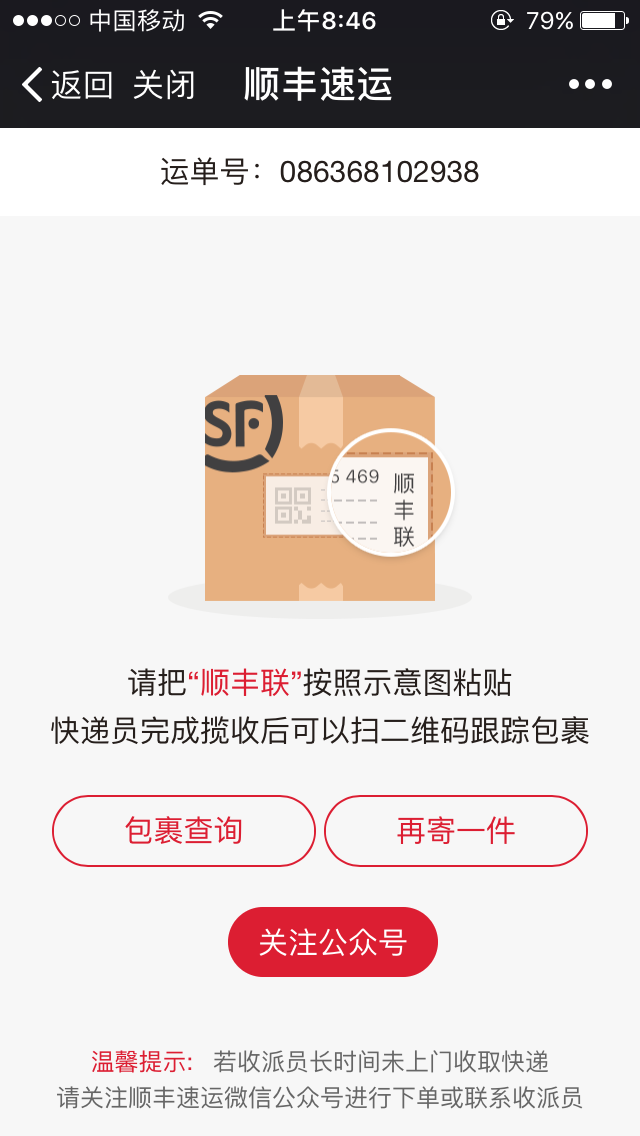 中国移动 上午8:46 79%
返回 关闭 顺丰速运
运单号：086368102938
SF
5 469
顺丰联
请把“顺丰联”按照示意图粘贴
快递员完成揽收后可以扫二维码跟踪包裹
包裹查询 再寄一件
关注公众号
温馨提示： 若收派员长时间未上门收取快递
请关注顺丰速运微信公众号进行下单或联系收派员